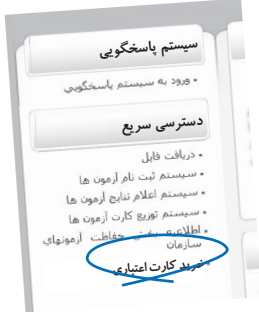 سیستم پاسخگویی
• ورود به سیستم پاسخگویی
دسترسی سریع
• دریافت فایل
• سیستم ثبت نام آزمون ها
• سیستم اعلام نتایج آزمون ها
• سیستم توزیع کارت آزمون ها
• اطلاعیه بخش حفاظت آزمونهای
سازمان
• خرید کارت اعتباری